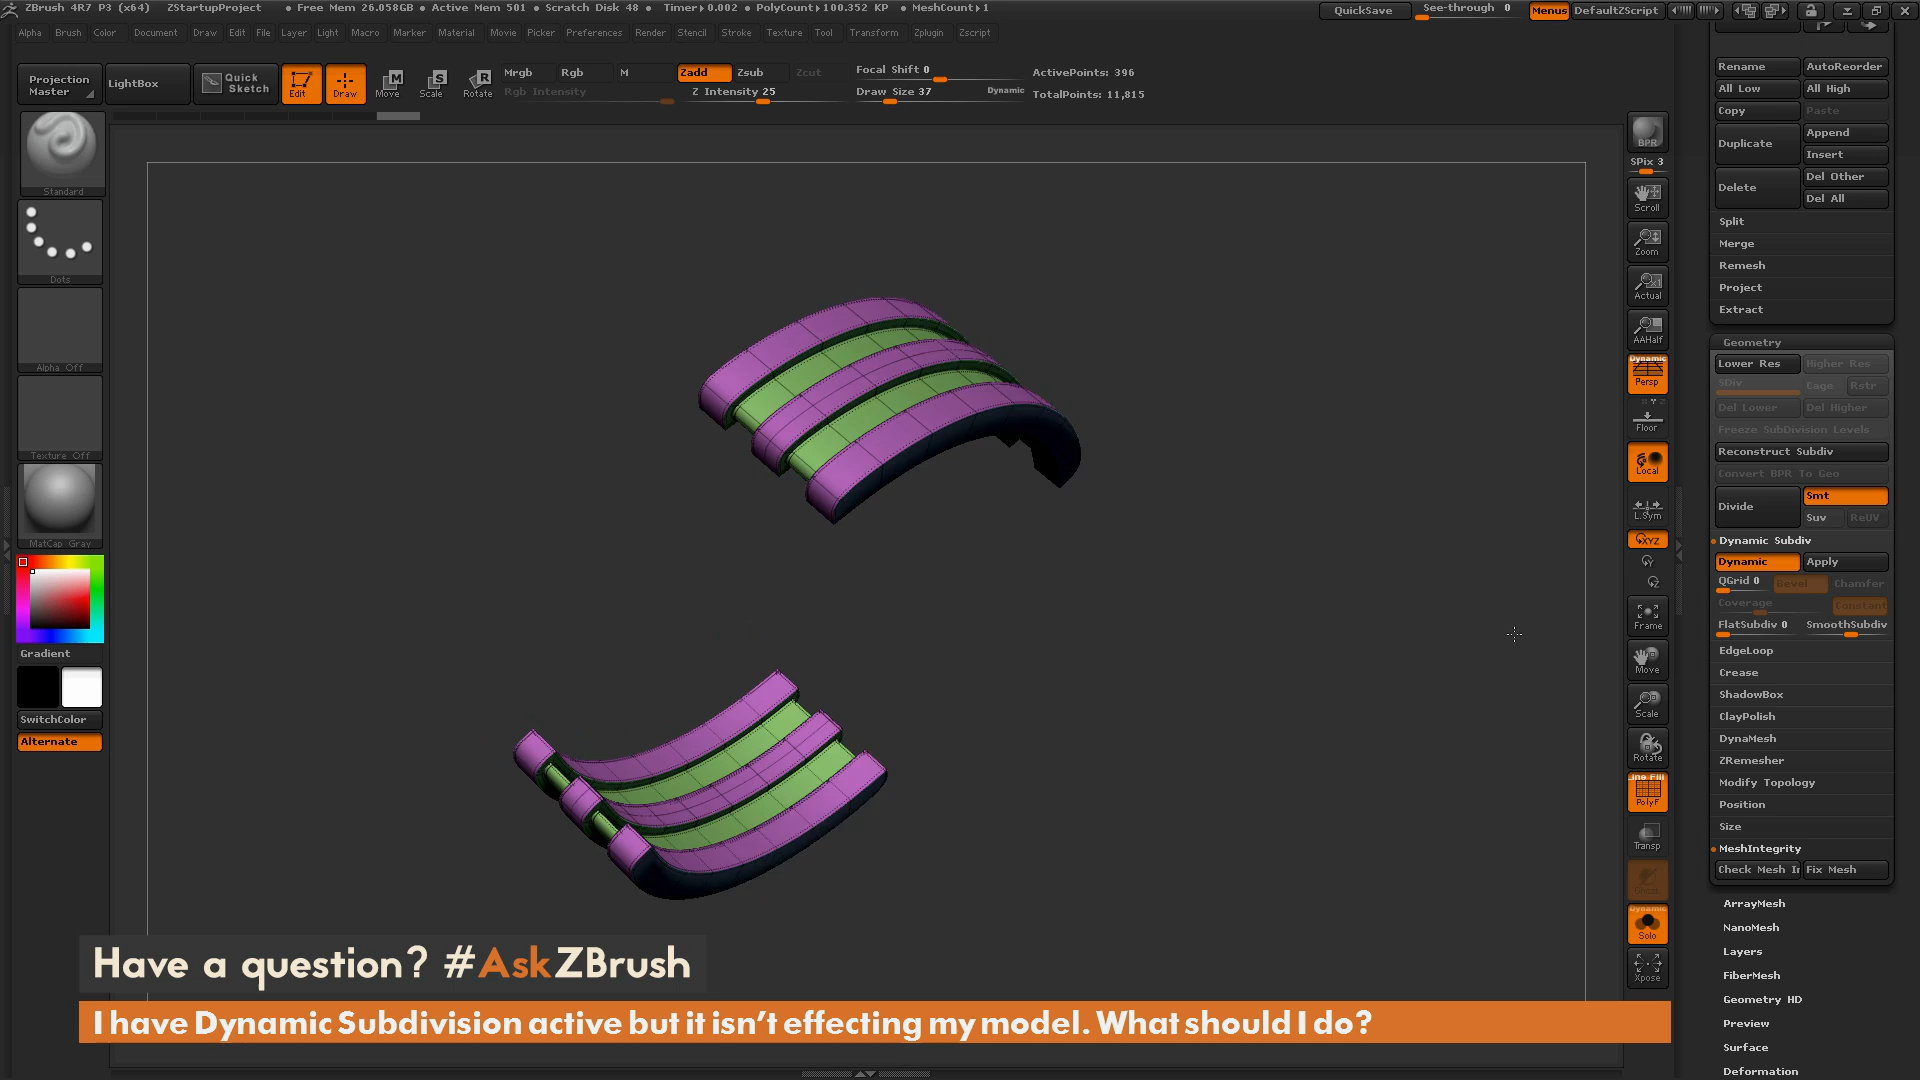 ZBrush 4R7 P3 (x64) ZStartupProject • Free Mem 26.058GB • Active Mem 501 • Scratch Disk 48 • Timer▸0.002 • PolyCount▸100.352 KP • MeshCount▸1
QuickSave See-through 0 Menus DefaultZScript
Alpha Brush Color Document Draw Edit File Layer Light Macro Marker Material Movie Picker Preferences Render Stencil Stroke Texture Tool Transform Zplugin Zscript
Projection Master
LightBox
Quick Sketch
Edit
Draw
Move
Scale
Rotate
Mrgb Rgb M
Rgb Intensity
Zadd Zsub Zcut
Z Intensity 25
Focal Shift 0
Draw Size 37 Dynamic
ActivePoints: 396
TotalPoints: 11,815
Standard
Dots
Alpha Off
Texture Off
MatCap Gray
Gradient
SwitchColor
Alternate
BPR
SPix 3
Scroll
Zoom
Actual
AAHalf
Dynamic
Persp
Floor
Local
L.Sym
XYZ
Y
Z
Frame
Move
Scale
Rotate
Line Fill
PolyF
Transp
Ghost
Dynamic
Solo
Xpose
Rename AutoReorder
All Low All High
Copy Paste
Duplicate Append
Insert
Delete Del Other
Del All
Split
Merge
Remesh
Project
Extract
Geometry
Lower Res Higher Res
SDiv Cage Rstr
Del Lower Del Higher
Freeze SubDivision Levels
Reconstruct Subdiv
Convert BPR To Geo
Divide Smt
Suv ReUV
Dynamic Subdiv
Dynamic Apply
QGrid 0 Bevel Chamfer
Coverage Constant
FlatSubdiv 0 SmoothSubdiv
EdgeLoop
Crease
ShadowBox
ClayPolish
DynaMesh
ZRemesher
Modify Topology
Position
Size
MeshIntegrity
Check Mesh Ir Fix Mesh
ArrayMesh
NanoMesh
Layers
FiberMesh
Geometry HD
Preview
Surface
Deformation
Have a question? #AskZBrush
I have Dynamic Subdivision active but it isn't effecting my model. What should I do?